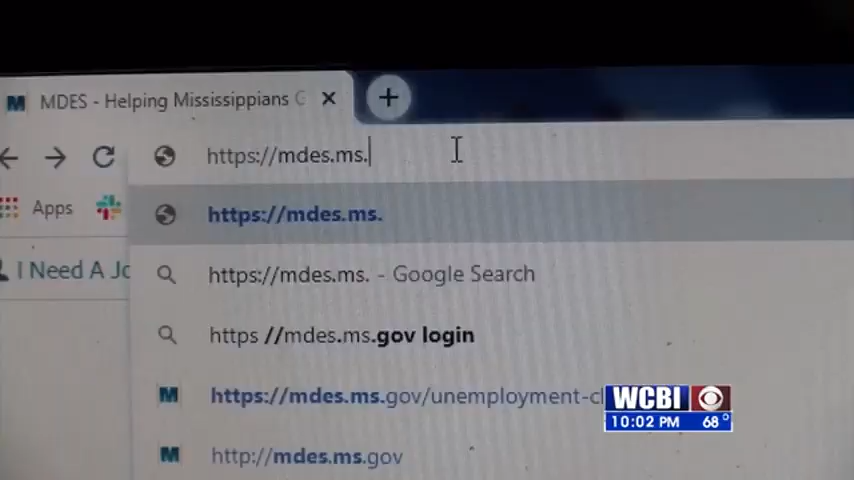 MDES - Helping Mississippians
https://mdes.ms.
Apps
https://mdes.ms.
I Need A
https://mdes.ms. - Google Search
https //mdes.ms.gov login
https://mdes.ms.gov/unemployment-cl
http://mdes.ms.gov
WCBI
10:02 PM 68°